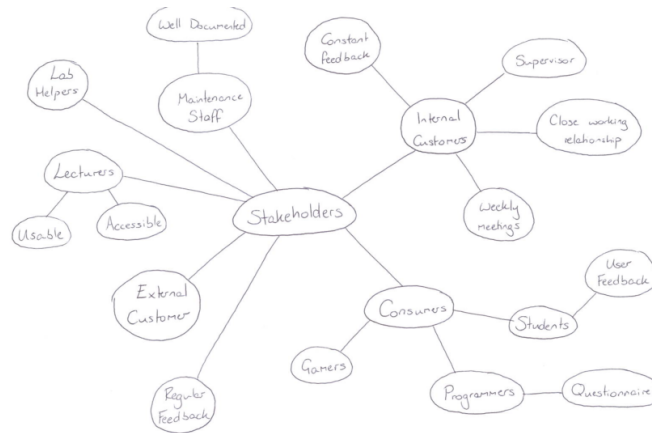 Well Documented
Constant
feedback
Supervisor
Lab
Helpers
Maintenance
Staff
Internal
Customers
Close working
relationship
Lecturers
Usable
Accessible
Stakeholders
Weekly
meetings
External
Customer
Consumers
User
Feedback
Students
Gamers
Regular
Feedback
Programmers
Questionnaire